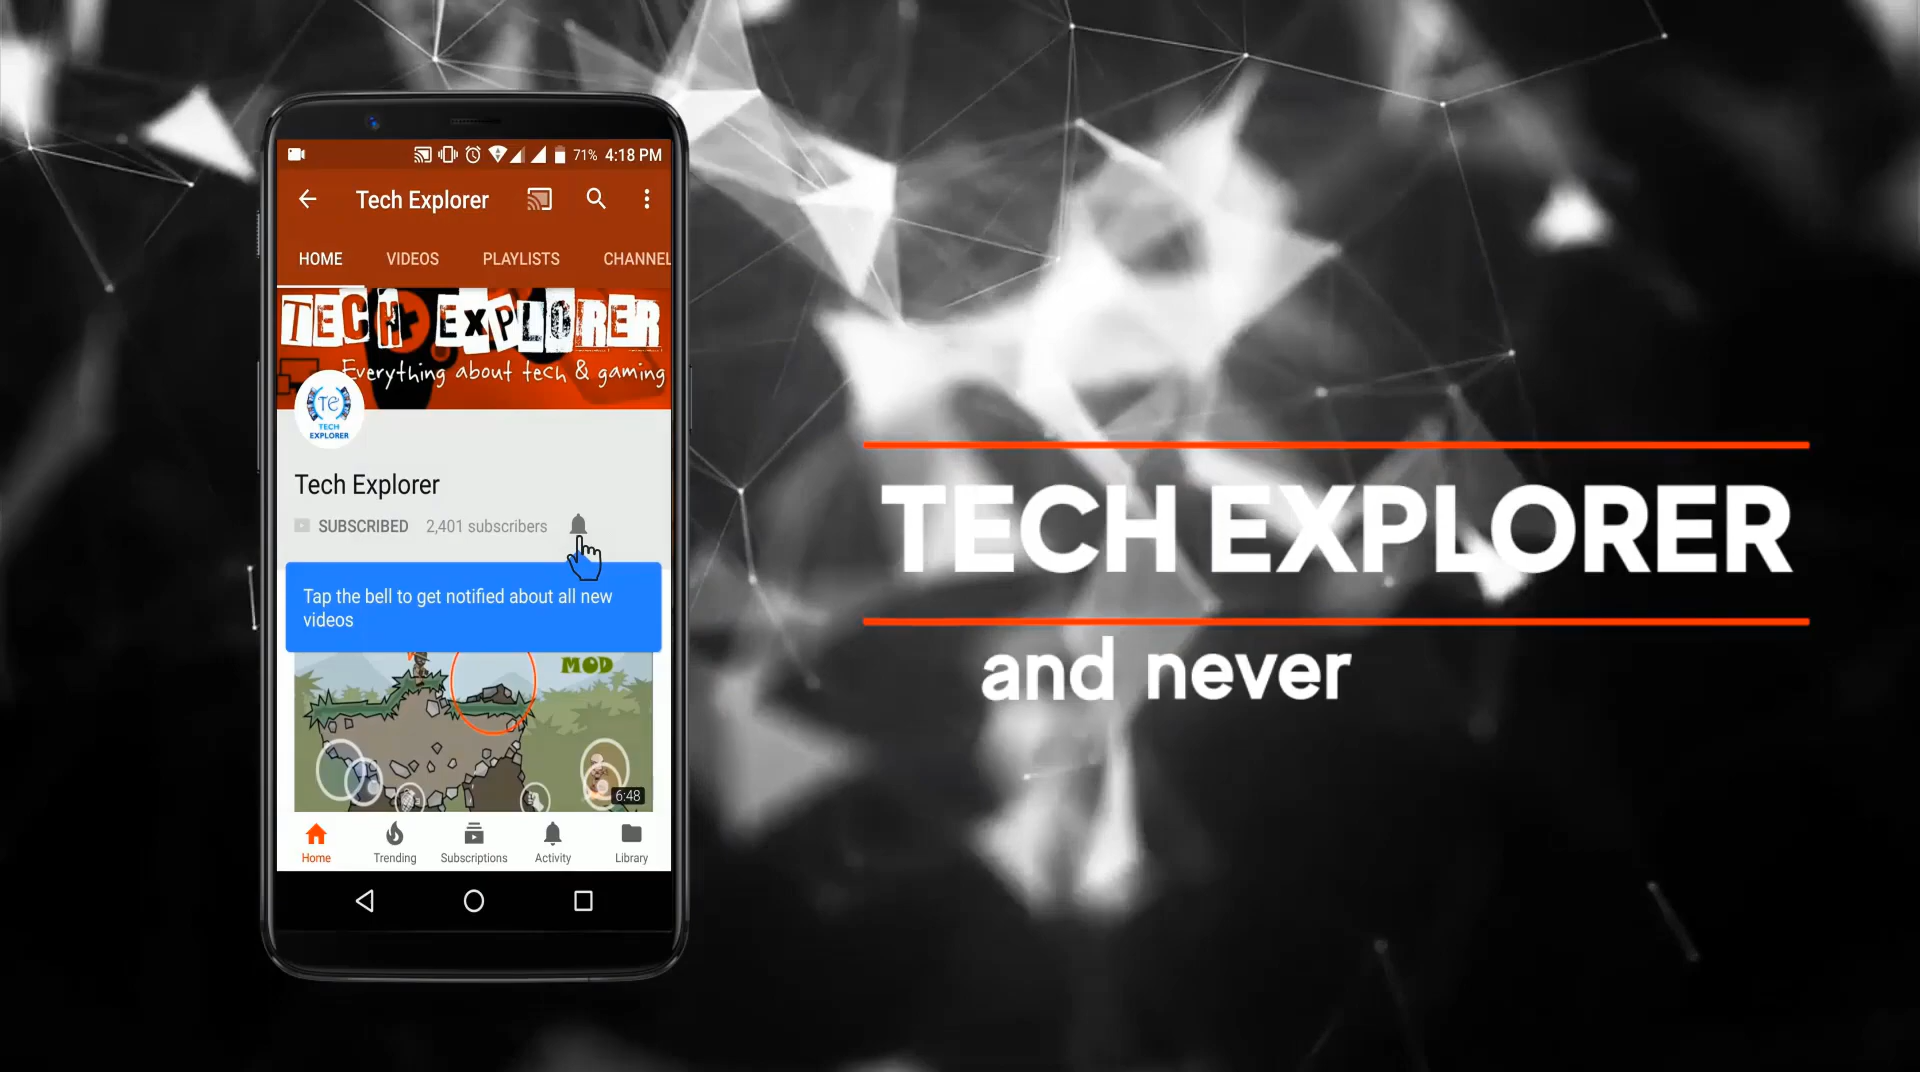 71% 4:18 PM
Tech Explorer
HOME VIDEOS PLAYLISTS CHANNEL
TECH EXPLORER
Everything about tech & gaming
Te
TECH
EXPLORER
Tech Explorer
SUBSCRIBED 2,401 subscribers
Tap the bell to get notified about all new
videos
MOD
6:48
Home Trending Subscriptions Activity Library
TECH EXPLORER
and never